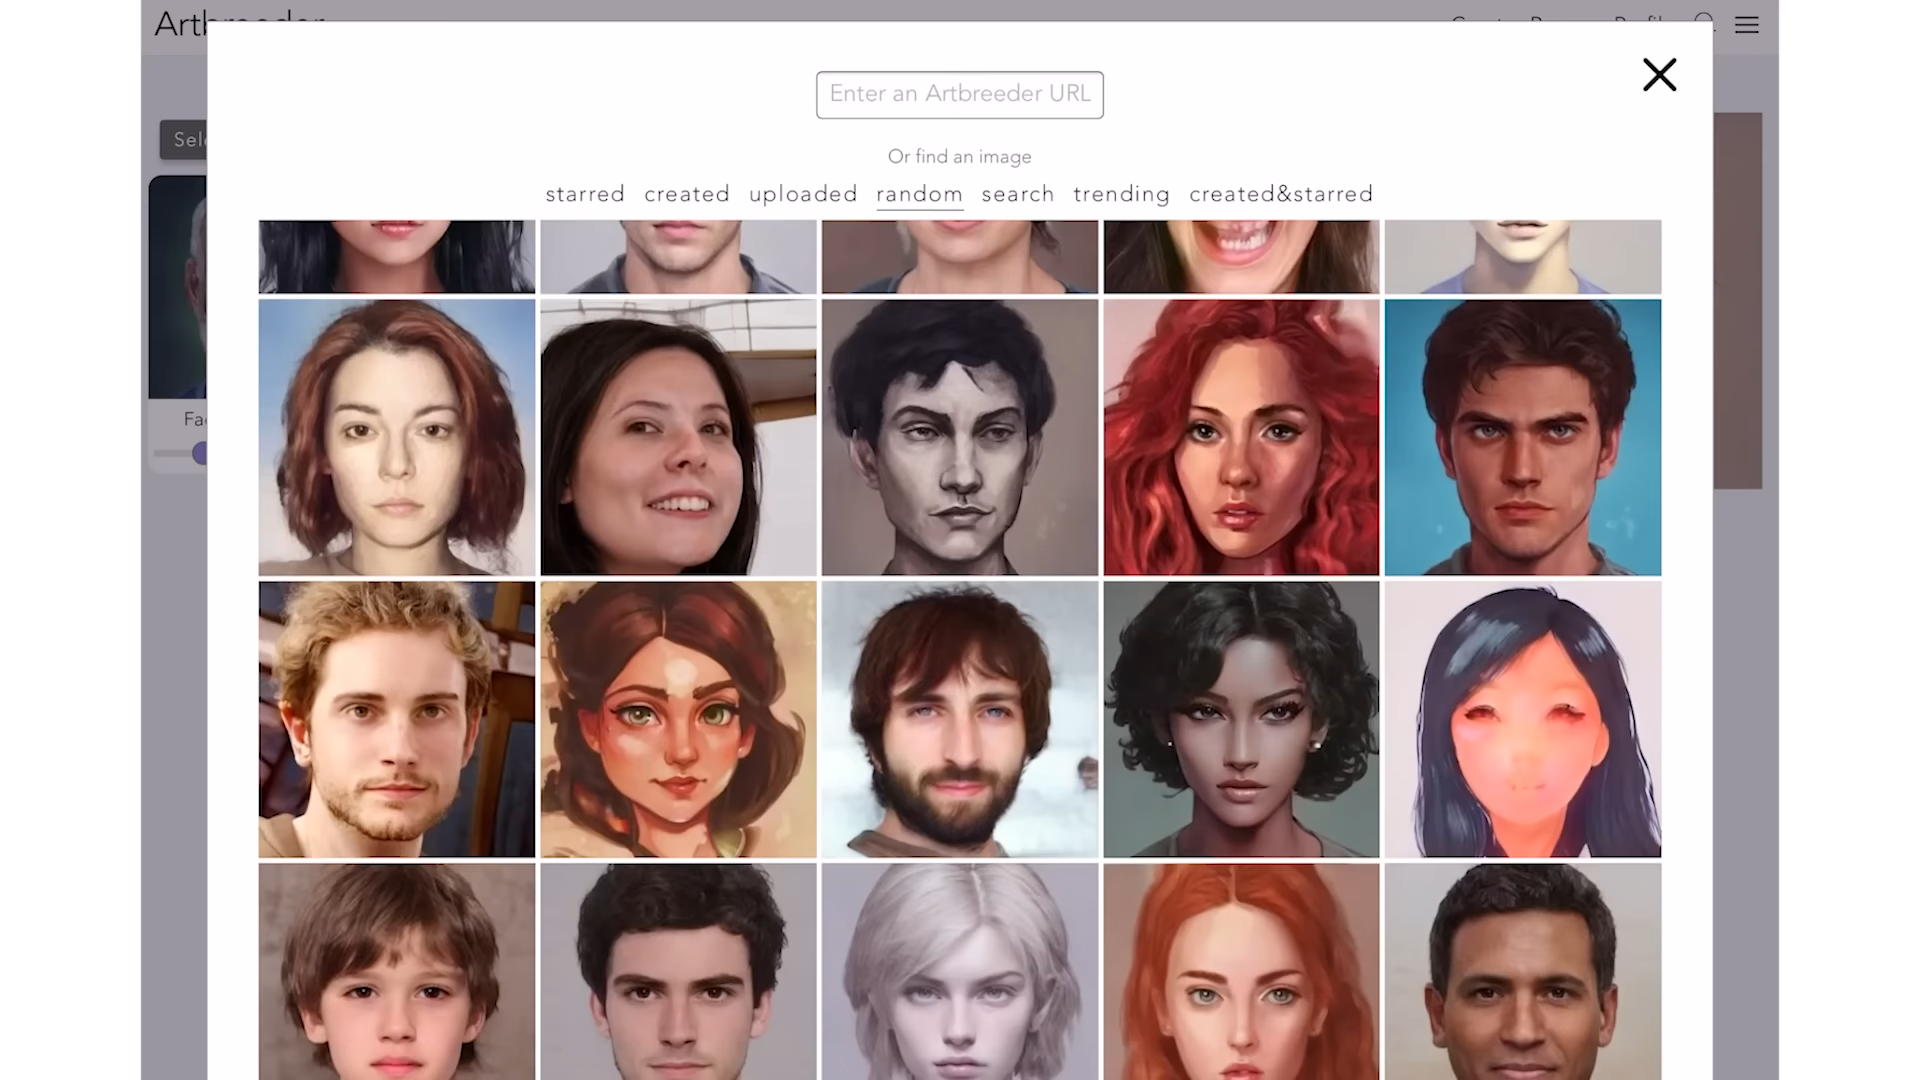 Enter an Artbreeder URL
Or find an image
starred created uploaded random search trending created&starred